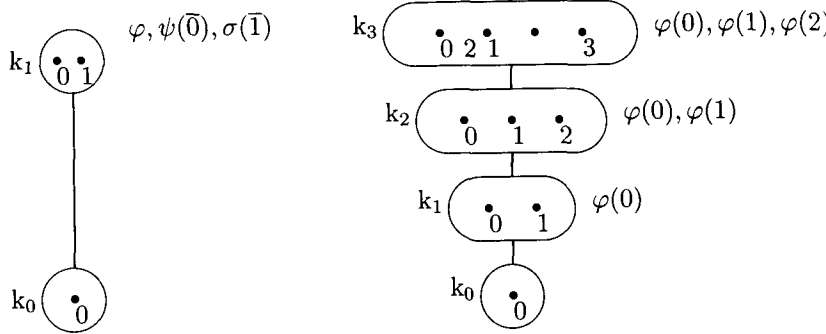 φ, ψ(0̅), σ(1̅)
k₁
0 1
k₀
0
k₃
0 2 1 3
φ(0), φ(1), φ(2)
k₂
0 1 2
φ(0), φ(1)
k₁
0 1
φ(0)
k₀
0